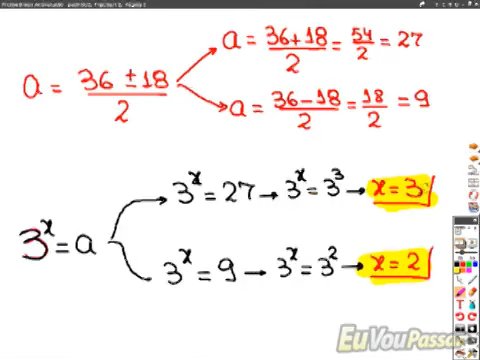 a = (36 ± 18)/2
a = (36 + 18)/2 = 54/2 = 27
a = (36 - 18)/2 = 18/2 = 9
3^x = a
3^x = 27 → 3^x = 3^3 → x = 3
3^x = 9 → 3^x = 3^2 → x = 2
EuVouPassar